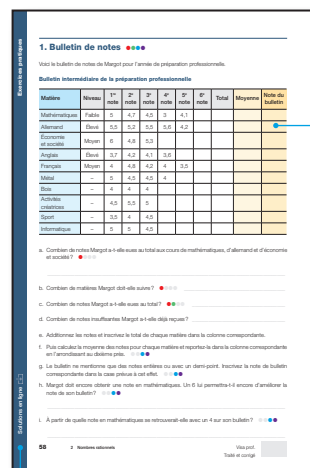 Exercices pratiques
1. Bulletin de notes
Voici le bulletin de notes de Margot pour l'année de préparation professionnelle.
Bulletin intermédiaire de la préparation professionnelle
Matière Niveau 1re note 2e note 3e note 4e note 5e note 6e note Total Moyenne Note du bulletin
Mathématiques Faible 5 4,7 4,5 3 4,1
Allemand Élevé 5,5 5,2 5,5 5,6 4,2
Économie et société Moyen 6 4,8 5,3
Anglais Élevé 3,7 4,2 4,1 3,6
Français Moyen 4 4,8 4,2 4 3,5
Métal – 5 4,5 4,5 4
Bois – 4 4 4
Activités créatrices – 4,5 5,5 5
Sport – 3,5 4 4,5
Informatique – 5 5 4,5
a. Combien de notes Margot a-t-elle eues au total aux cours de mathématiques, d'allemand et d'économie
et société ?
b. Combien de matières Margot doit-elle suivre ?
c. Combien de notes Margot a-t-elle eues au total ?
d. Combien de notes insuffisantes Margot a-t-elle déjà reçues ?
e. Additionnez les notes et inscrivez le total de chaque matière dans la colonne correspondante.
f. Puis calculez la moyenne des notes pour chaque matière et reportez-la dans la colonne correspondante
en l'arrondissant au dixième près.
g. Le bulletin ne mentionne que des notes entières ou avec un demi-point. Inscrivez la note de bulletin
correspondante dans la case prévue à cet effet.
h. Margot doit encore obtenir une note en mathématiques. Un 6 lui permettra-t-il encore d'améliorer la
note de son bulletin ?
i. À partir de quelle note en mathématiques se retrouverait-elle avec un 4 sur son bulletin ?
Solutions en ligne
58 2 Nombres rationnels
Visa prof.
Traité et corrigé